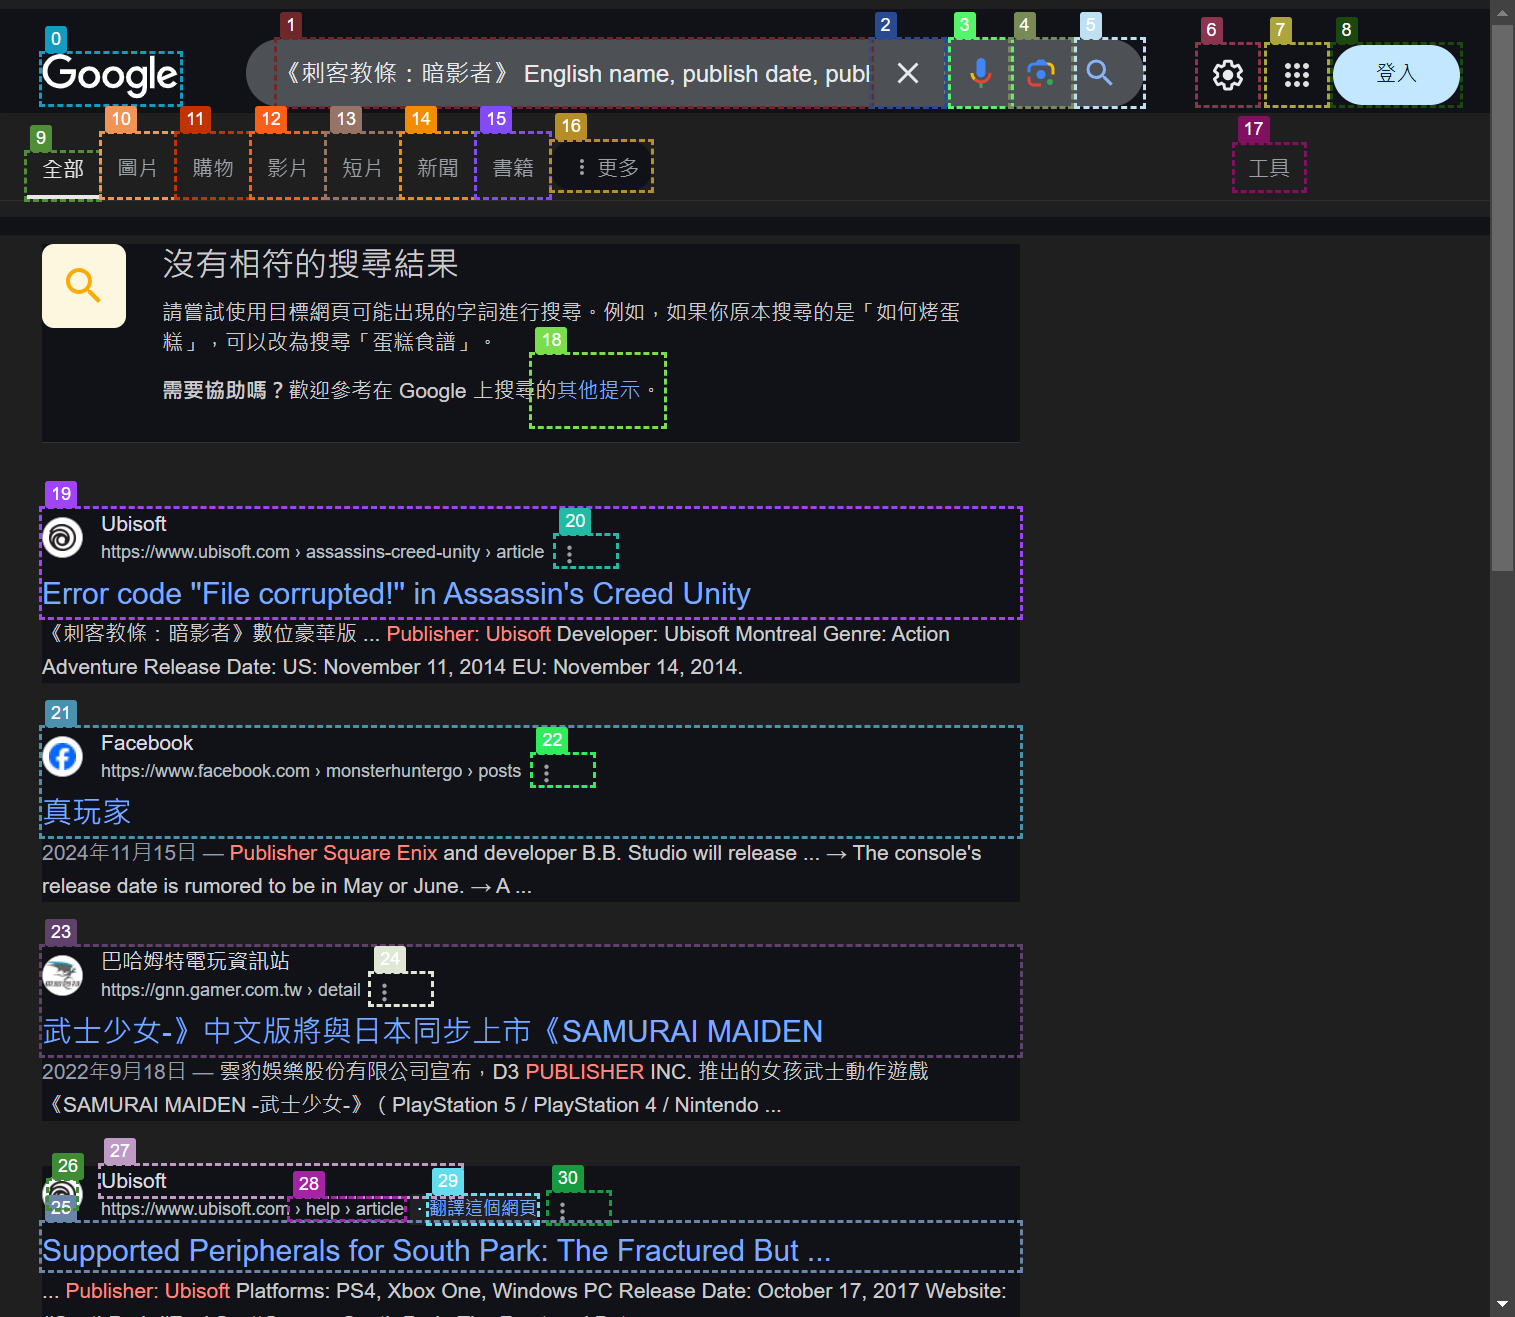 0
1
2
3
4
5
6
7
8
Google
《刺客教條：暗影者》 English name, publish date, publ
登入
9
10
11
12
13
14
15
16
17
全部
圖片
購物
影片
短片
新聞
書籍
更多
工具
沒有相符的搜尋結果
請嘗試使用目標網頁可能出現的字詞進行搜尋。例如，如果你原本搜尋的是「如何烤蛋
糕」，可以改為搜尋「蛋糕食譜」。
18
需要協助嗎？歡迎參考在 Google 上搜尋的其他提示。
19
Ubisoft
20
https://www.ubisoft.com › assassins-creed-unity › article
Error code "File corrupted!" in Assassin's Creed Unity
《刺客教條：暗影者》數位豪華版 ... Publisher: Ubisoft Developer: Ubisoft Montreal Genre: Action
Adventure Release Date: US: November 11, 2014 EU: November 14, 2014.
21
Facebook
22
https://www.facebook.com › monsterhuntergo › posts
真玩家
2024年11月15日 — Publisher Square Enix and developer B.B. Studio will release ... → The console's
release date is rumored to be in May or June. → A ...
23
巴哈姆特電玩資訊站
24
https://gnn.gamer.com.tw › detail
武士少女-》中文版將與日本同步上市《SAMURAI MAIDEN
2022年9月18日 — 雲豹娛樂股份有限公司宣布，D3 PUBLISHER INC. 推出的女孩武士動作遊戲
《SAMURAI MAIDEN -武士少女-》（ PlayStation 5 / PlayStation 4 / Nintendo ...
27
26
Ubisoft
28
29
30
25
https://www.ubisoft.com › help › article · 翻譯這個網頁
Supported Peripherals for South Park: The Fractured But ...
... Publisher: Ubisoft Platforms: PS4, Xbox One, Windows PC Release Date: October 17, 2017 Website: